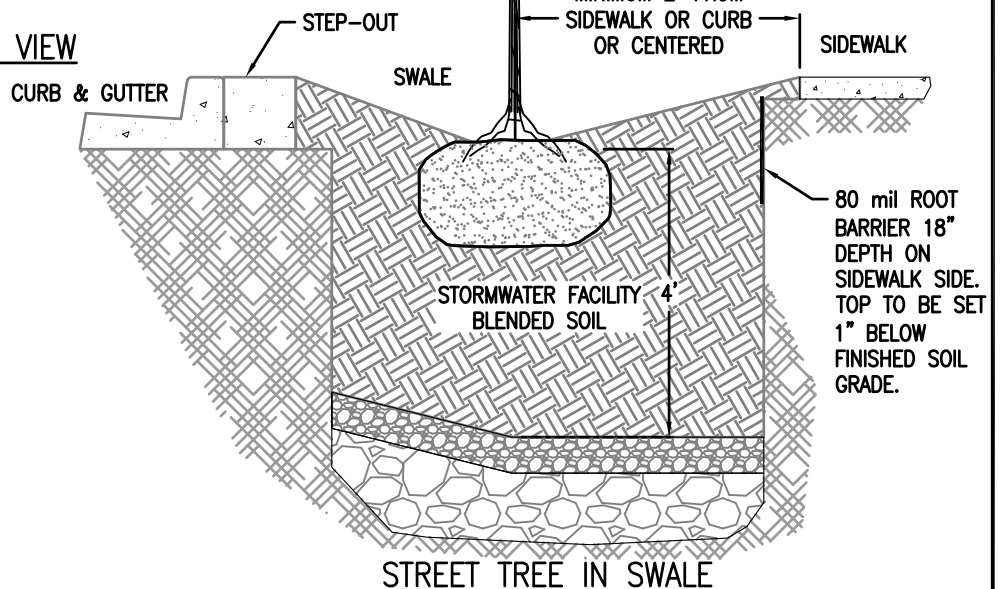 STEP-OUT
SIDEWALK OR CURB
OR CENTERED
VIEW
SIDEWALK
SWALE
CURB & GUTTER
80 mil ROOT
BARRIER 18"
DEPTH ON
SIDEWALK SIDE.
TOP TO BE SET
1" BELOW
FINISHED SOIL
GRADE.
STORMWATER FACILITY
BLENDED SOIL
4'
STREET TREE IN SWALE